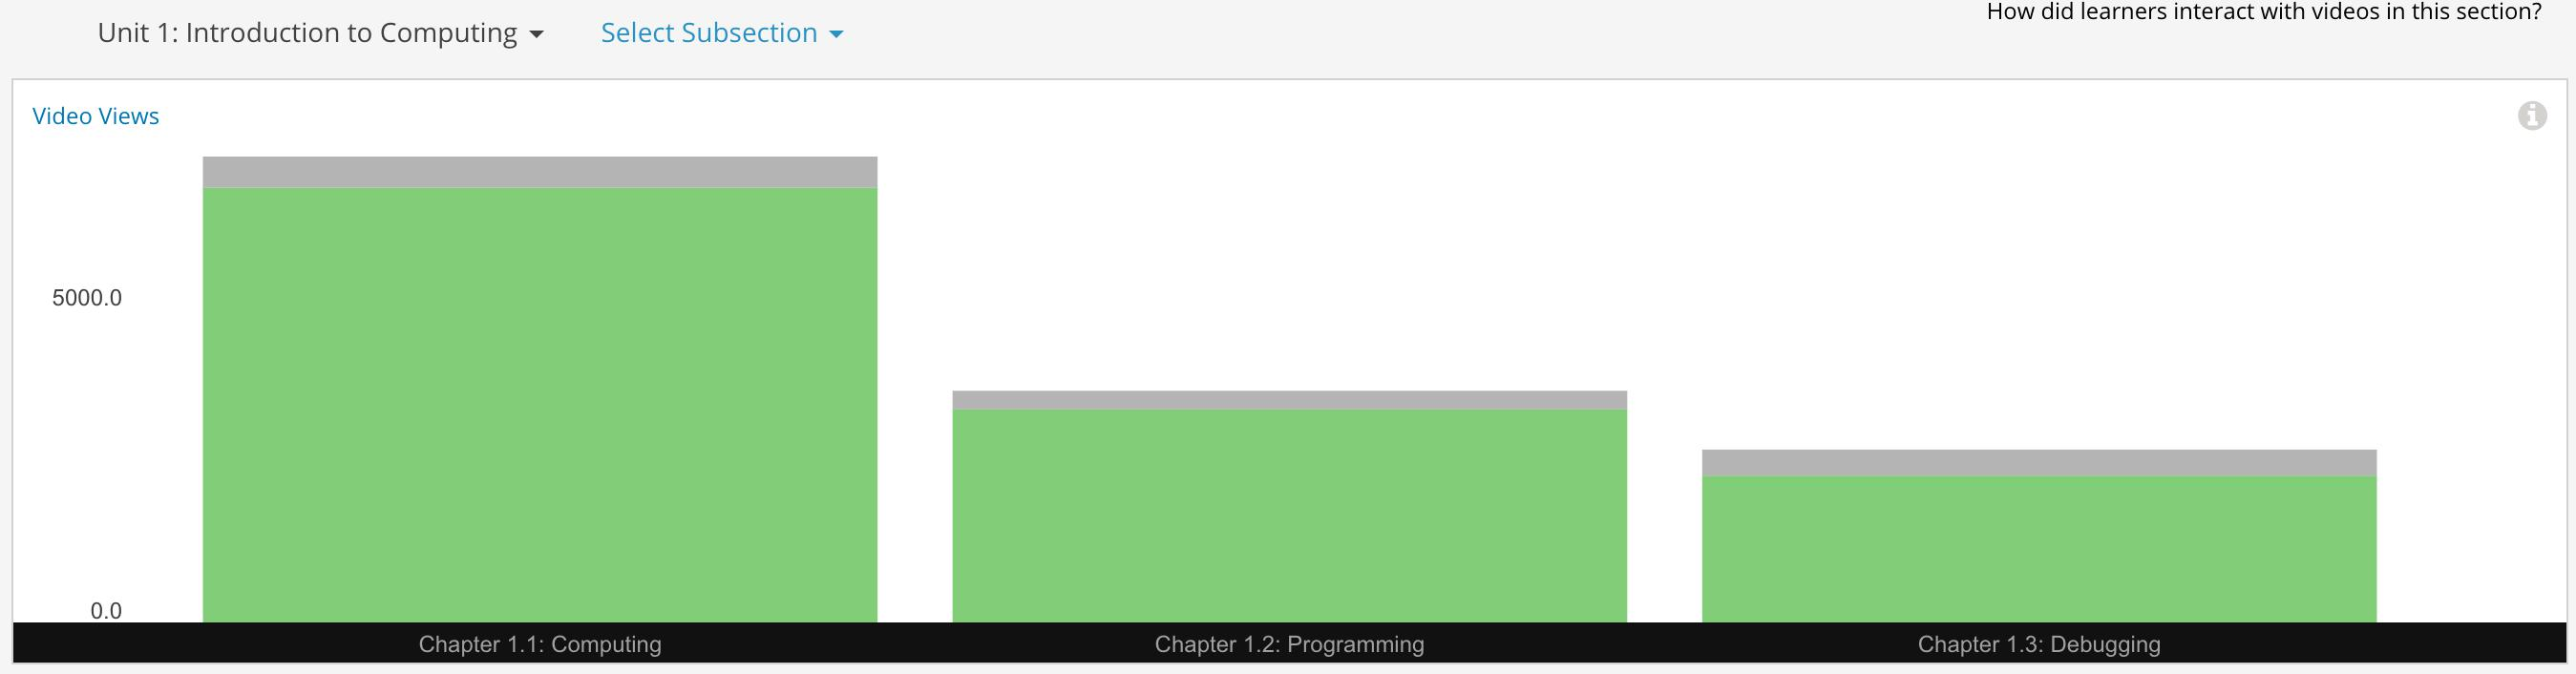 Unit 1: Introduction to Computing
Select Subsection
How did learners interact with videos in this section?
Video Views
5000.0
0.0
Chapter 1.1: Computing
Chapter 1.2: Programming
Chapter 1.3: Debugging